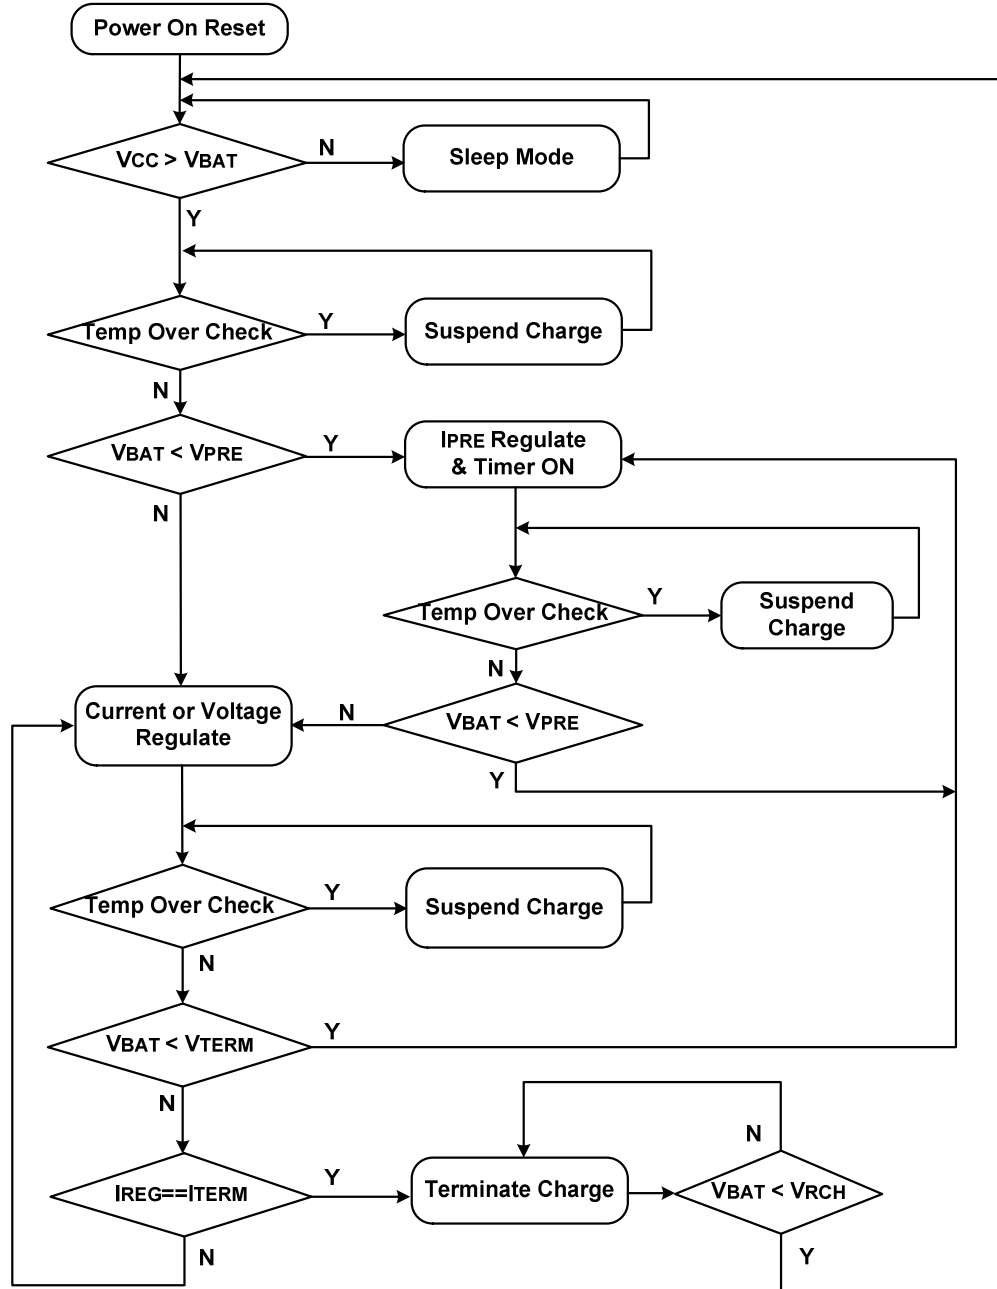 Power On Reset
VCC > VBAT
N
Sleep Mode
Y
Temp Over Check
Y
Suspend Charge
N
VBAT < VPRE
Y
IPRE Regulate
& Timer ON
N
Temp Over Check
Y
Suspend
Charge
N
Current or Voltage
Regulate
N
VBAT < VPRE
Y
Temp Over Check
Y
Suspend Charge
N
VBAT < VTERM
Y
N
N
IREG==ITERM
Y
Terminate Charge
VBAT < VRCH
N
Y